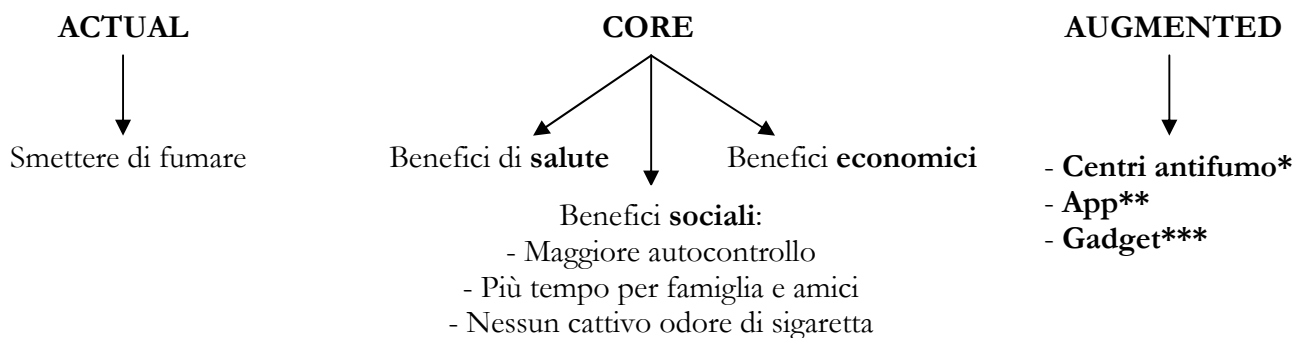 ACTUAL
Smettere di fumare
CORE
Benefici di salute
Benefici economici
Benefici sociali:
- Maggiore autocontrollo
- Più tempo per famiglia e amici
- Nessun cattivo odore di sigaretta
AUGMENTED
- Centri antifumo*
- App**
- Gadget***